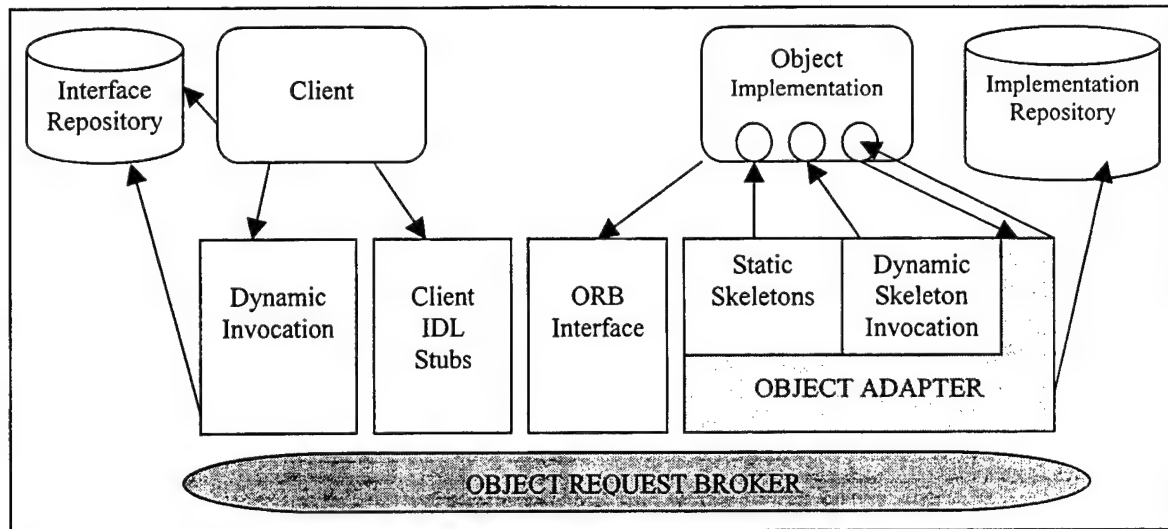 Interface
Repository
Client
Object
Implementation
Implementation
Repository
Dynamic
Invocation
Client
IDL
Stubs
ORB
Interface
Static
Skeletons
Dynamic
Skeleton
Invocation
OBJECT ADAPTER
OBJECT REQUEST BROKER